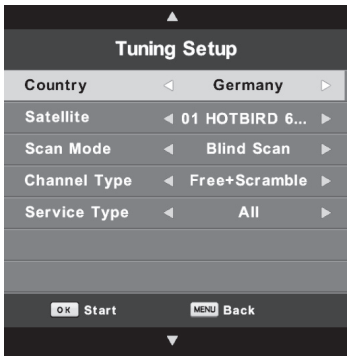 Tuning Setup
Country Germany
Satellite 01 HOTBIRD 6...
Scan Mode Blind Scan
Channel Type Free+Scramble
Service Type All
OK Start MENU Back